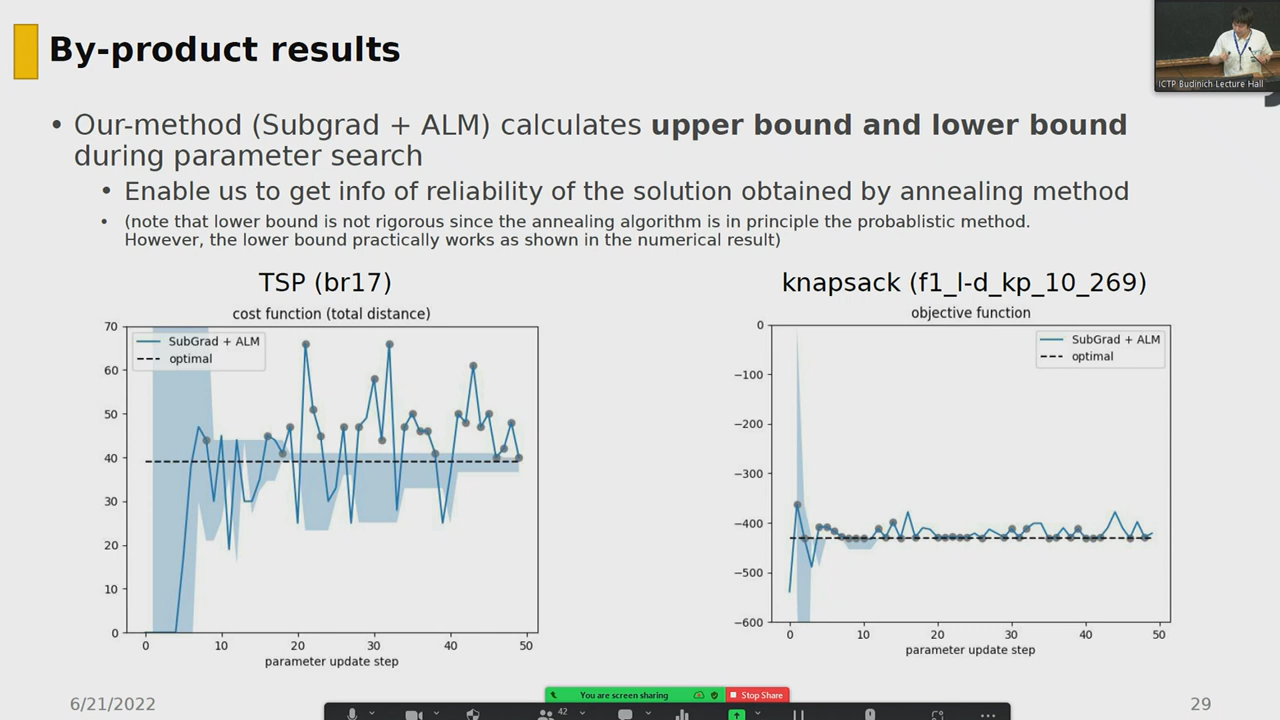 By-product results
ICTP Budinich Lecture Hall
• Our-method (Subgrad + ALM) calculates upper bound and lower bound
during parameter search
• Enable us to get info of reliability of the solution obtained by annealing method
• (note that lower bound is not rigorous since the annealing algorithm is in principle the probablistic method.
However, the lower bound practically works as shown in the numerical result)
TSP (br17)
cost function (total distance)
SubGrad + ALM
optimal
70
60
50
40
30
20
10
0
0 10 20 30 40 50
parameter update step
knapsack (f1_l-d_kp_10_269)
objective function
SubGrad + ALM
optimal
0
−100
−200
−300
−400
−500
−600
0 10 20 30 40 50
parameter update step
6/21/2022
You are screen sharing
Stop Share
42
29